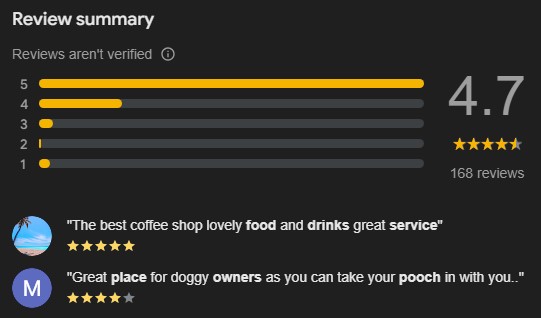 Review summary
Reviews aren't verified
5
4
3
2
1
4.7
168 reviews
"The best coffee shop lovely food and drinks great service"
M
"Great place for doggy owners as you can take your pooch in with you.."